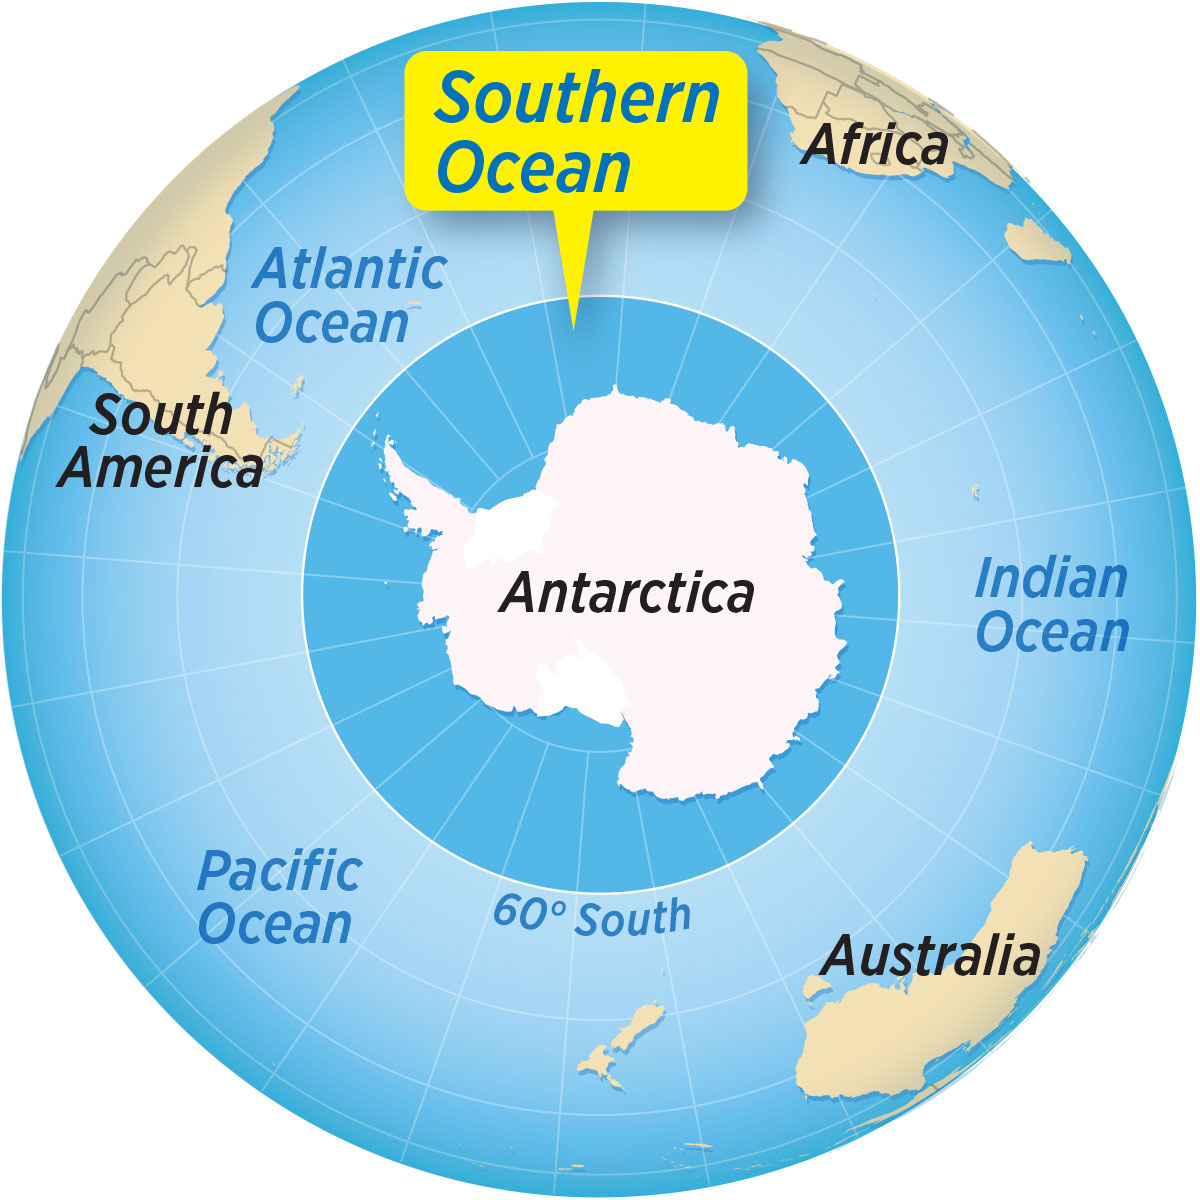 Southern
Ocean
Africa
Atlantic
Ocean
South
America
Antarctica
Indian
Ocean
Pacific
Ocean
60° South
Australia